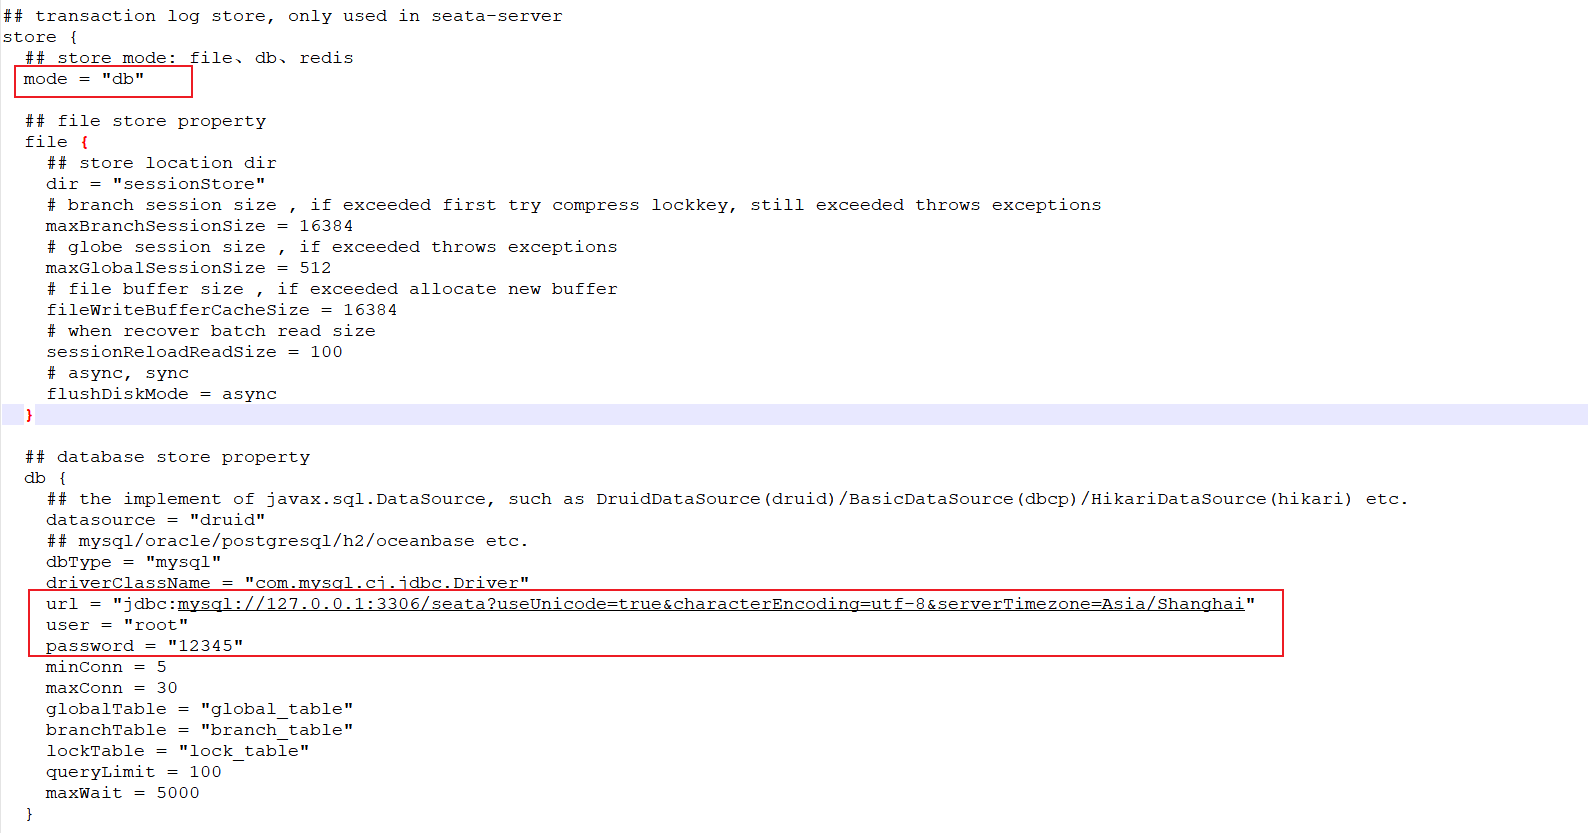 ## transaction log store, only used in seata-server
store {
  ## store mode: file、db、redis
  mode = "db"

  ## file store property
  file {
    ## store location dir
    dir = "sessionStore"
    # branch session size , if exceeded first try compress lockkey, still exceeded throws exceptions
    maxBranchSessionSize = 16384
    # globe session size , if exceeded throws exceptions
    maxGlobalSessionSize = 512
    # file buffer size , if exceeded allocate new buffer
    fileWriteBufferCacheSize = 16384
    # when recover batch read size
    sessionReloadReadSize = 100
    # async, sync
    flushDiskMode = async
  }

  ## database store property
  db {
    ## the implement of javax.sql.DataSource, such as DruidDataSource(druid)/BasicDataSource(dbcp)/HikariDataSource(hikari) etc.
    datasource = "druid"
    ## mysql/oracle/postgresql/h2/oceanbase etc.
    dbType = "mysql"
    driverClassName = "com.mysql.cj.jdbc.Driver"
    url = "jdbc:mysql://127.0.0.1:3306/seata?useUnicode=true&characterEncoding=utf-8&serverTimezone=Asia/Shanghai"
    user = "root"
    password = "12345"
    minConn = 5
    maxConn = 30
    globalTable = "global_table"
    branchTable = "branch_table"
    lockTable = "lock_table"
    queryLimit = 100
    maxWait = 5000
  }